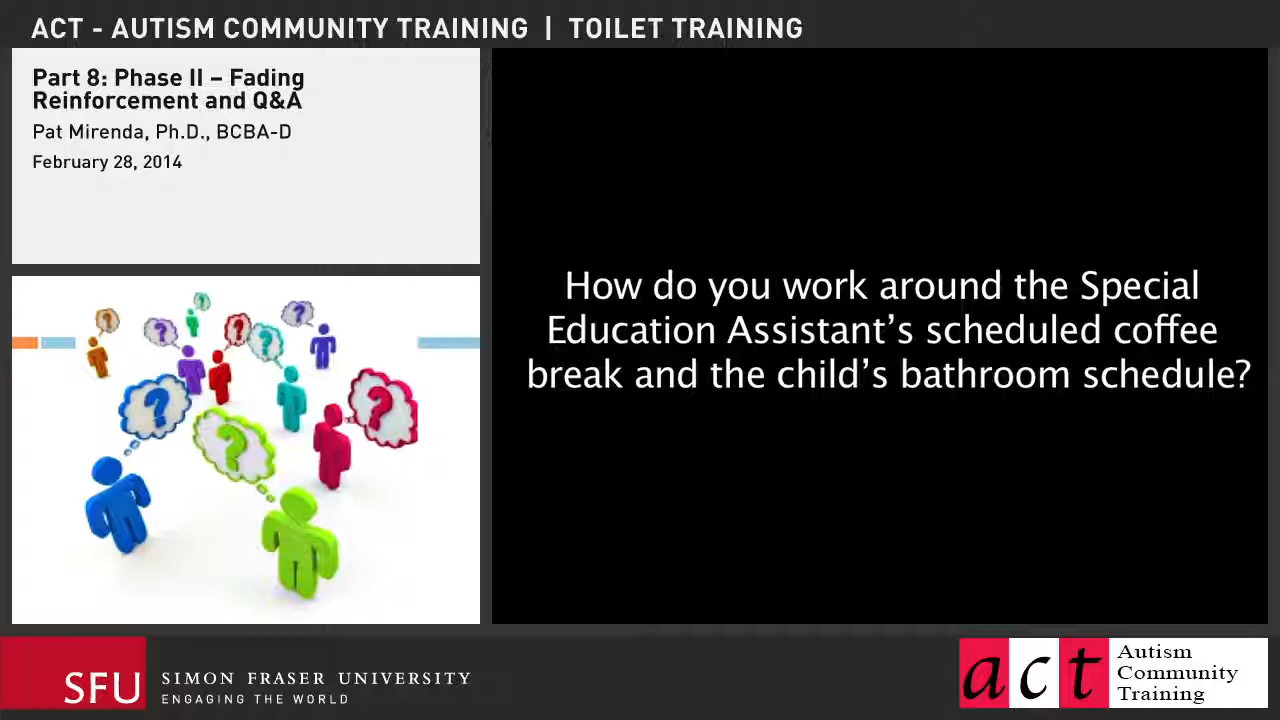 ACT - AUTISM COMMUNITY TRAINING | TOILET TRAINING
Part 8: Phase II – Fading
Reinforcement and Q&A
Pat Mirenda, Ph.D., BCBA-D
February 28, 2014
How do you work around the Special
Education Assistant’s scheduled coffee
break and the child’s bathroom schedule?
? ? ? ? ? ? ? ? ?
SFU
SIMON FRASER UNIVERSITY
ENGAGING THE WORLD
act
Autism
Community
Training